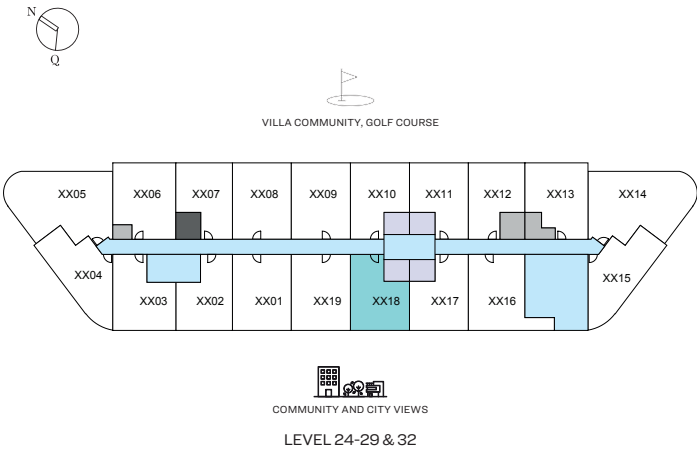 N
Q
VILLA COMMUNITY, GOLF COURSE
XX05 XX06 XX07 XX08 XX09 XX10 XX11 XX12 XX13 XX14
XX04 XX03 XX02 XX01 XX19 XX18 XX17 XX16 XX15
COMMUNITY AND CITY VIEWS
LEVEL 24-29 & 32